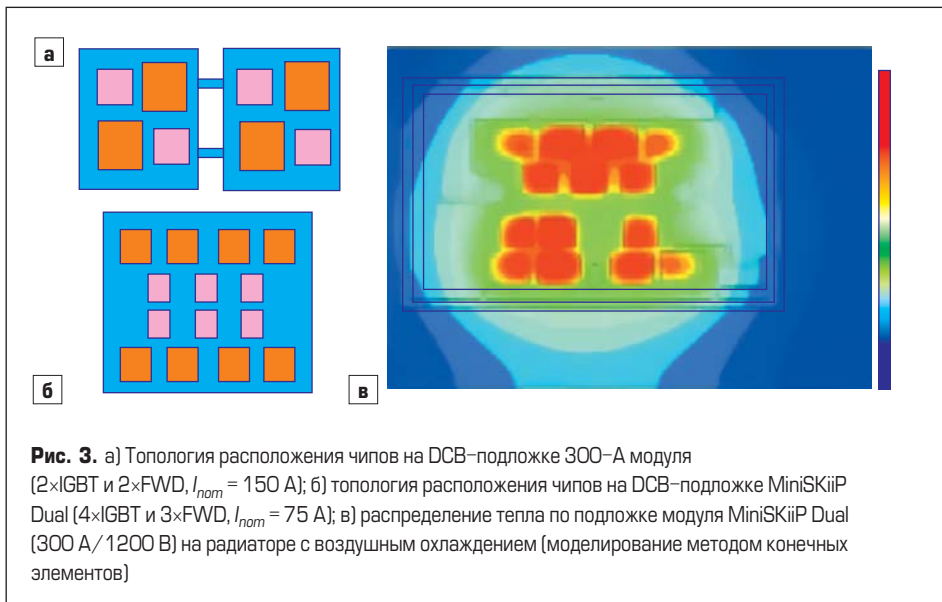 а
б
в
Рис. 3. а) Топология расположения чипов на DCB-подложке 300-А модуля
(2×IGBT и 2×FWD, Inom = 150 А); б) топология расположения чипов на DCB-подложке MiniSKiiP
Dual (4×IGBT и 3×FWD, Inom = 75 А); в) распределение тепла по подложке модуля MiniSKiiP Dual
(300 А/1200 В) на радиаторе с воздушным охлаждением (моделирование методом конечных
элементов)